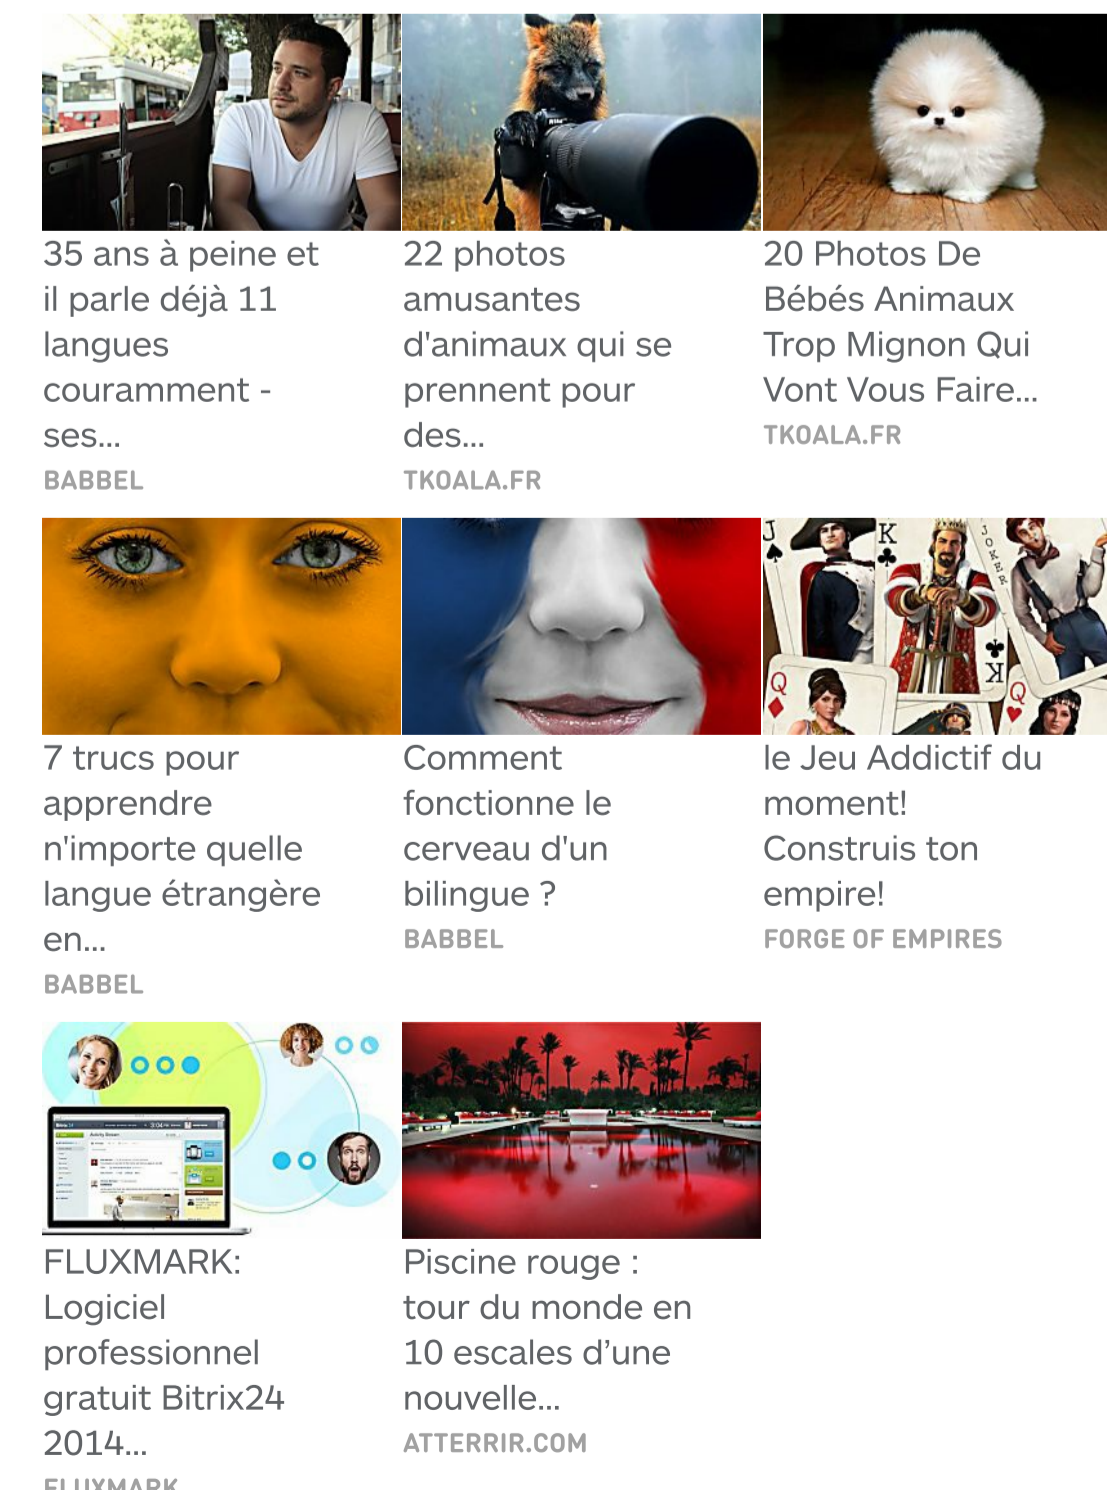 35 ans à peine et
il parle déjà 11
langues
couramment -
ses...
BABBEL
22 photos
amusantes
d'animaux qui se
prennent pour
des...
TKOALA.FR
20 Photos De
Bébés Animaux
Trop Mignon Qui
Vont Vous Faire...
TKOALA.FR
7 trucs pour
apprendre
n'importe quelle
langue étrangère
en...
BABBEL
Comment
fonctionne le
cerveau d'un
bilingue ?
BABBEL
J
K
JOKER
K
Q
Q
le Jeu Addictif du
moment!
Construis ton
empire!
FORGE OF EMPIRES
FLUXMARK:
Logiciel
professionnel
gratuit Bitrix24
2014...
FLUXMARK
Piscine rouge :
tour du monde en
10 escales d’une
nouvelle...
ATTERRIR.COM